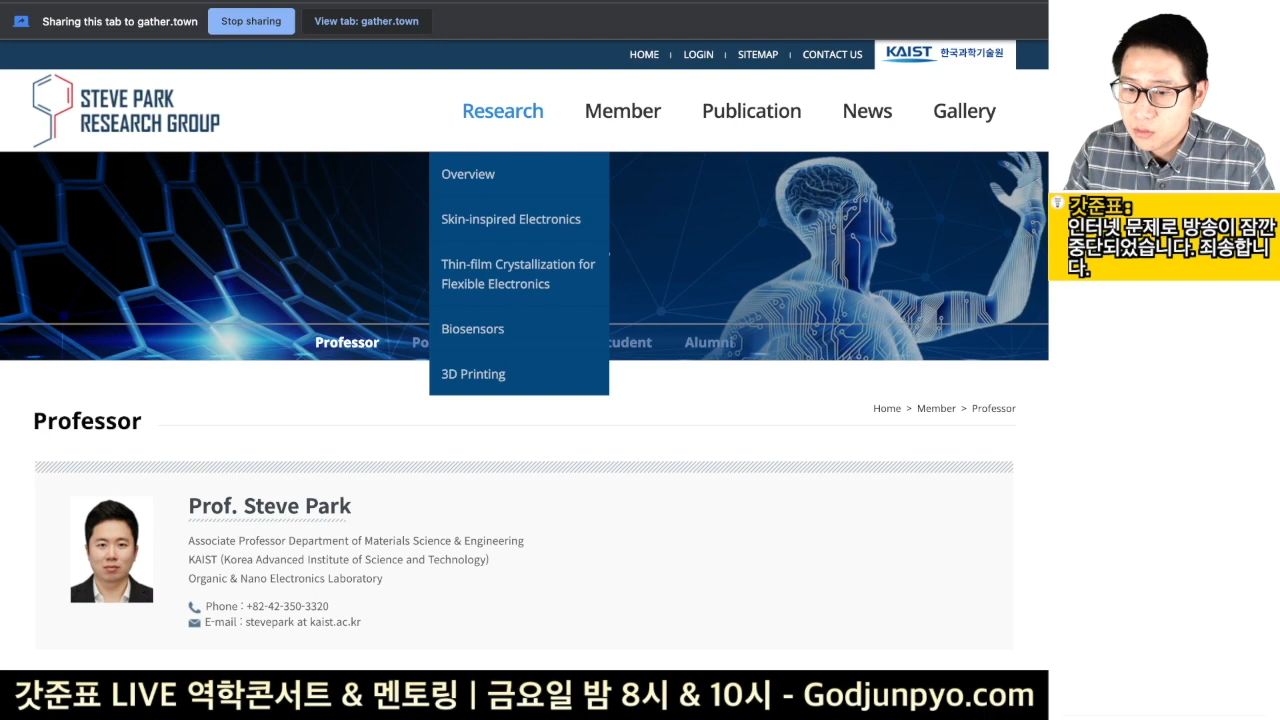 Sharing this tab to gather.town
Stop sharing
View tab: gather.town
HOME
LOGIN
SITEMAP
CONTACT US
KAIST 한국과학기술원
STEVE PARK
RESEARCH GROUP
Research
Member
Publication
News
Gallery
Overview
Skin-inspired Electronics
Thin-film Crystallization for
Flexible Electronics
Biosensors
3D Printing
Professor
Alumni
Professor
Home > Member > Professor
Prof. Steve Park
Associate Professor Department of Materials Science & Engineering
KAIST (Korea Advanced Institute of Science and Technology)
Organic & Nano Electronics Laboratory
Phone : +82-42-350-3320
E-mail : stevepark at kaist.ac.kr
갓준표:
인터넷 문제로 방송이 잠깐
중단되었습니다. 죄송합니
다.
갓준표 LIVE 역학콘서트 & 멘토링 | 금요일 밤 8시 & 10시 - Godjunpyo.com